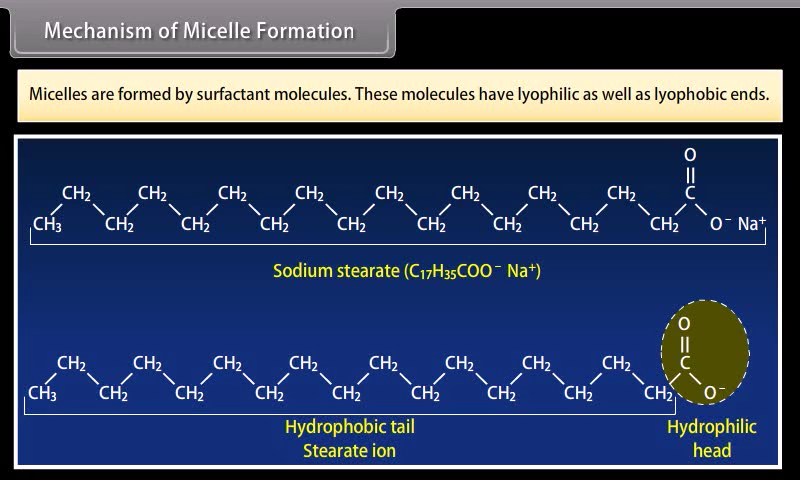 Mechanism of Micelle Formation
Micelles are formed by surfactant molecules. These molecules have lyophilic as well as lyophobic ends.
O
CH₂ CH₂ CH₂ CH₂ CH₂ CH₂ CH₂ CH₂ C
CH₃ CH₂ CH₂ CH₂ CH₂ CH₂ CH₂ CH₂ CH₂ O⁻ Na⁺
Sodium stearate (C₁₇H₃₅COO⁻ Na⁺)
O
CH₂ CH₂ CH₂ CH₂ CH₂ CH₂ CH₂ CH₂ C
CH₃ CH₂ CH₂ CH₂ CH₂ CH₂ CH₂ CH₂ CH₂ O⁻
Hydrophobic tail Hydrophilic
Stearate ion head